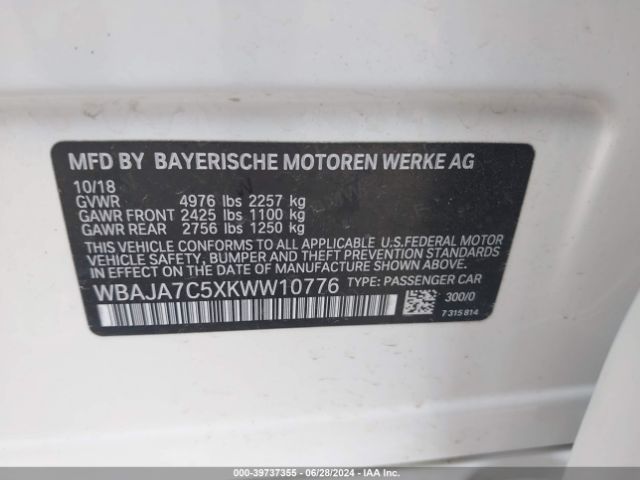 MFD BY BAYERISCHE MOTOREN WERKE AG
10/18
GVWR 4976 lbs 2257 kg
GAWR FRONT 2425 lbs 1100 kg
GAWR REAR 2756 lbs 1250 kg
THIS VEHICLE CONFORMS TO ALL APPLICABLE U.S.FEDERAL MOTOR
VEHICLE SAFETY, BUMPER AND THEFT PREVENTION STANDARDS IN
EFFECT ON THE DATE OF MANUFACTURE SHOWN ABOVE.
WBAJA7C5XKWW10776 TYPE: PASSENGER CAR
300/0
7 315 814
000-39737355 | 06/28/2024 | IAA Inc.